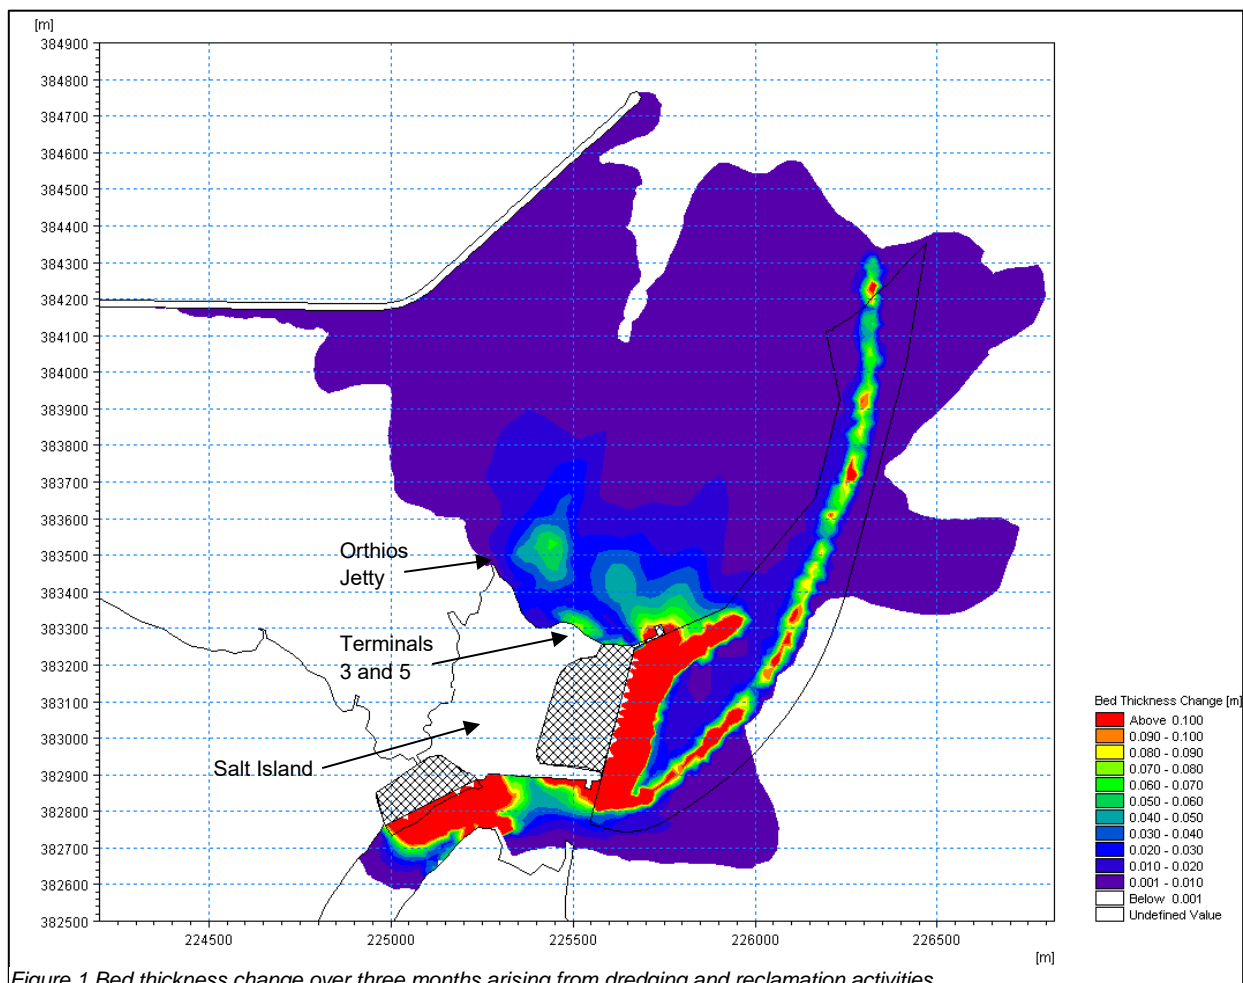 [m]
384900
384800
384700
384600
384500
384400
384300
384200
384100
384000
383900
383800
383700
383600
383500
383400
383300
383200
383100
383000
382900
382800
382700
382600
382500
Orthios
Jetty
Terminals
3 and 5
Salt Island
224500 225000 225500 226000 226500
[m]
Bed Thickness Change [m]
Above 0.100
0.090 - 0.100
0.080 - 0.090
0.070 - 0.080
0.060 - 0.070
0.050 - 0.060
0.040 - 0.050
0.030 - 0.040
0.020 - 0.030
0.010 - 0.020
0.001 - 0.010
Below 0.001
Undefined Value
Figure 1 Bed thickness change over three months arising from dredging and reclamation activities